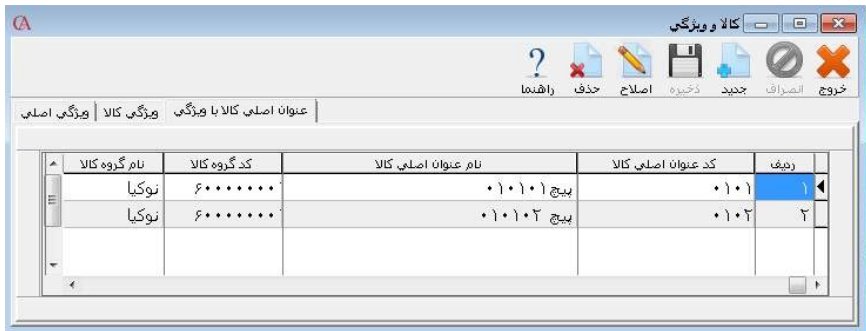 کالا و ویژگی
خروج انصراف جدید ذخیره اصلاح حذف راهنما
عنوان اصلی کالا با ویژگی ویژگی کالا ویژگی اصلی
ردیف کد عنوان اصلی کالا نام عنوان اصلی کالا کد گروه کالا نام گروه کالا
۱ ۰۱۰۱ پیچ ۰۱۰۱۰۱ ۶۰۰۰۰۰۰۰ نوکیا
۲ ۰۱۰۲ پیچ ۰۱۰۱۰۲ ۶۰۰۰۰۰۰۰ نوکیا